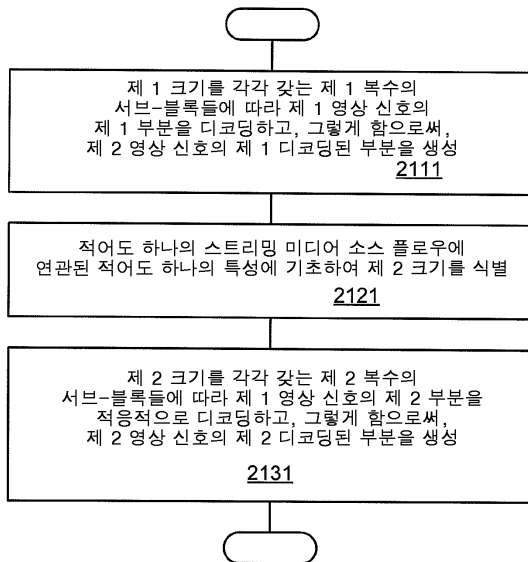 제 1 크기를 각각 갖는 제 1 복수의
서브-블록들에 따라 제 1 영상 신호의
제 1 부분을 디코딩하고, 그렇게 함으로써,
제 2 영상 신호의 제 1 디코딩된 부분을 생성
2111
적어도 하나의 스트리밍 미디어 소스 플로우에
연관된 적어도 하나의 특성에 기초하여 제 2 크기를 식별
2121
제 2 크기를 각각 갖는 제 2 복수의
서브-블록들에 따라 제 1 영상 신호의 제 2 부분을
적응적으로 디코딩하고, 그렇게 함으로써,
제 2 영상 신호의 제 2 디코딩된 부분을 생성
2131